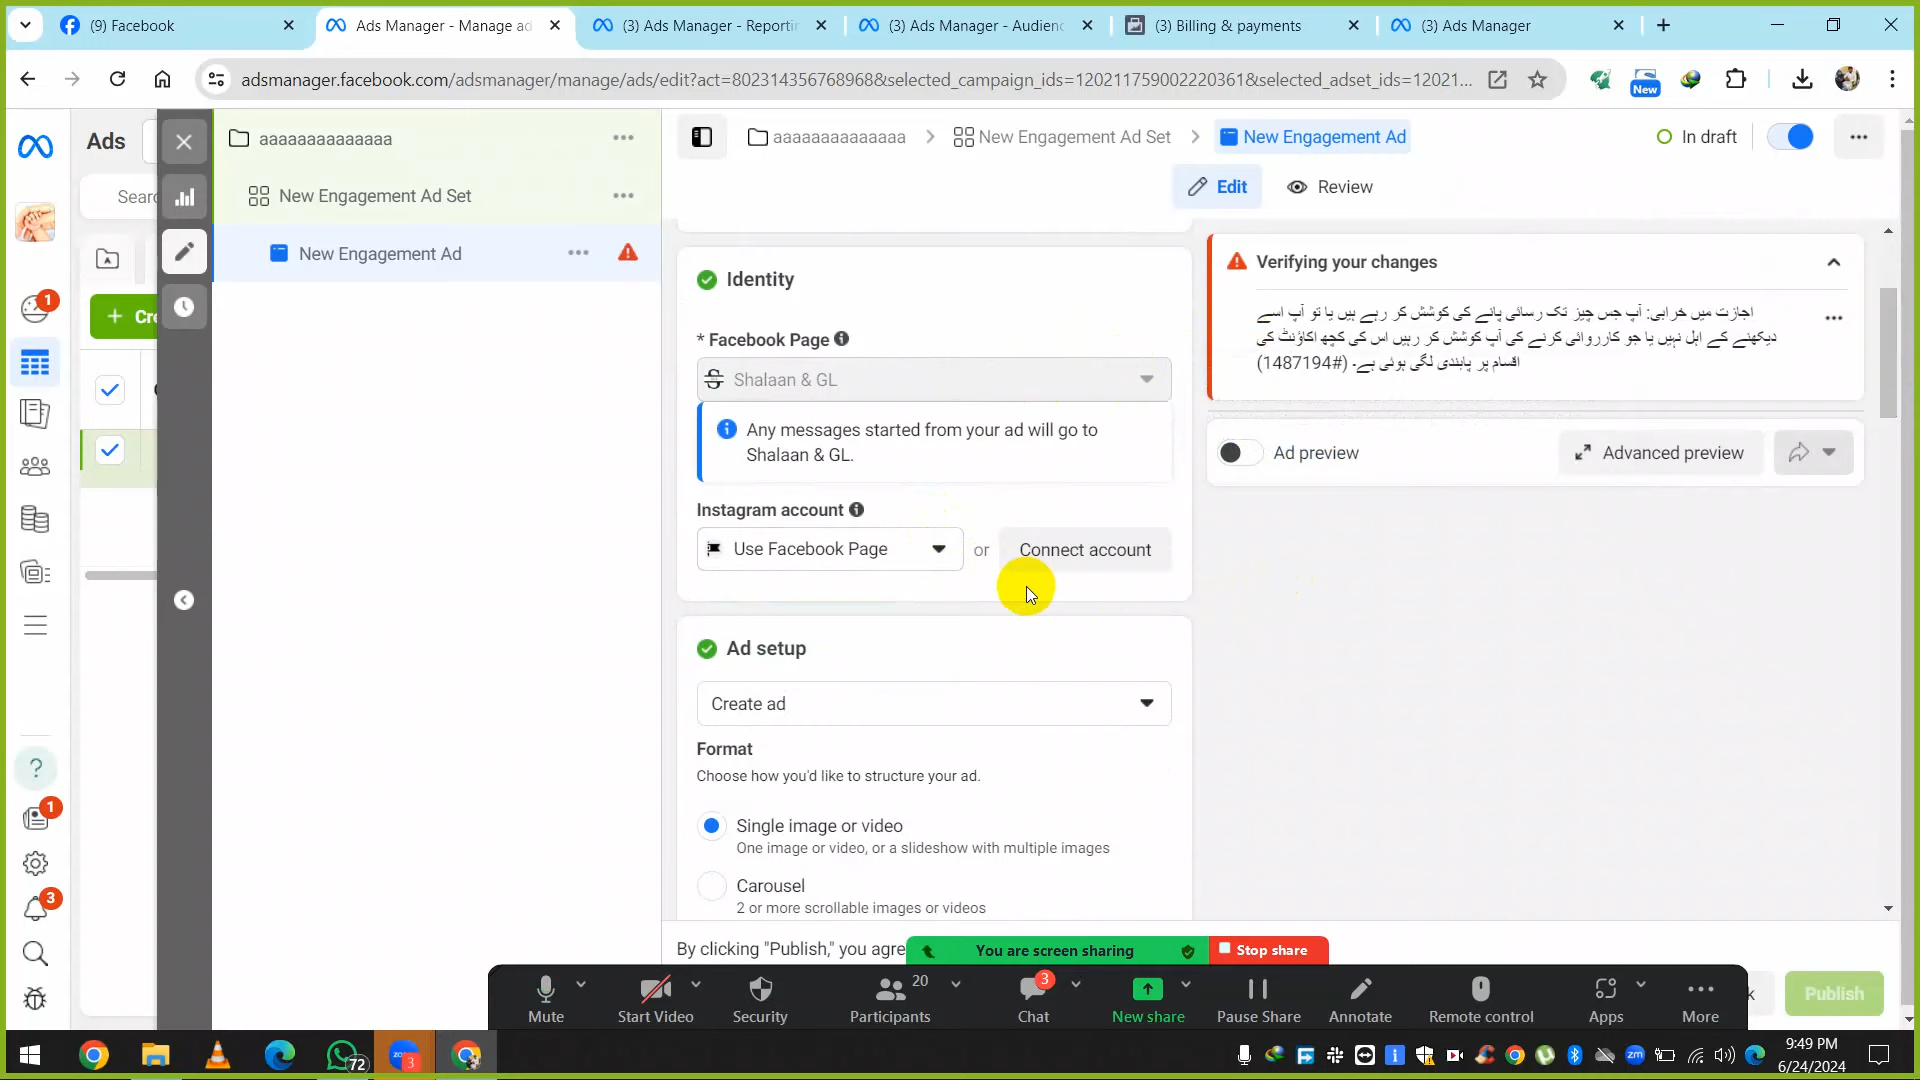 (9) Facebook
Ads Manager - Manage ad
(3) Ads Manager - Reportin
(3) Ads Manager - Audienc
(3) Billing & payments
(3) Ads Manager
adsmanager.facebook.com/adsmanager/manage/ads/edit?act=802314356768968&selected_campaign_ids=120211759002220361&selected_adset_ids=12021...
New
Ads
aaaaaaaaaaaaaa
aaaaaaaaaaaaaa
New Engagement Ad Set
New Engagement Ad
In draft
Edit
Review
Sear
New Engagement Ad Set
New Engagement Ad
1
+ Cre
Identity
* Facebook Page
Shalaan & GL
Any messages started from your ad will go to
Shalaan & GL.
Instagram account
Use Facebook Page
or
Connect account
Verifying your changes
اجازت میں خرابی: آپ جس چیز تک رسائی پانے کی کوشش کر رہے ہیں یا تو آپ اسے
دیکھنے کے اہل نہیں یا جو کارروائی کرنے کی آپ کوشش کر رہیں اس کی کچھ اکاؤنٹ کی
اقسام پر پابندی لگی ہوئی ہے۔ (#1487194)
Ad preview
Advanced preview
Ad setup
Create ad
Format
Choose how you'd like to structure your ad.
Single image or video
One image or video, or a slideshow with multiple images
Carousel
2 or more scrollable images or videos
1
3
By clicking "Publish," you agre
You are screen sharing
Stop share
k
Publish
Mute
Start Video
Security
20
Participants
3
Chat
New share
Pause Share
Annotate
Remote control
Apps
More
72
3
zm
9:49 PM
6/24/2024